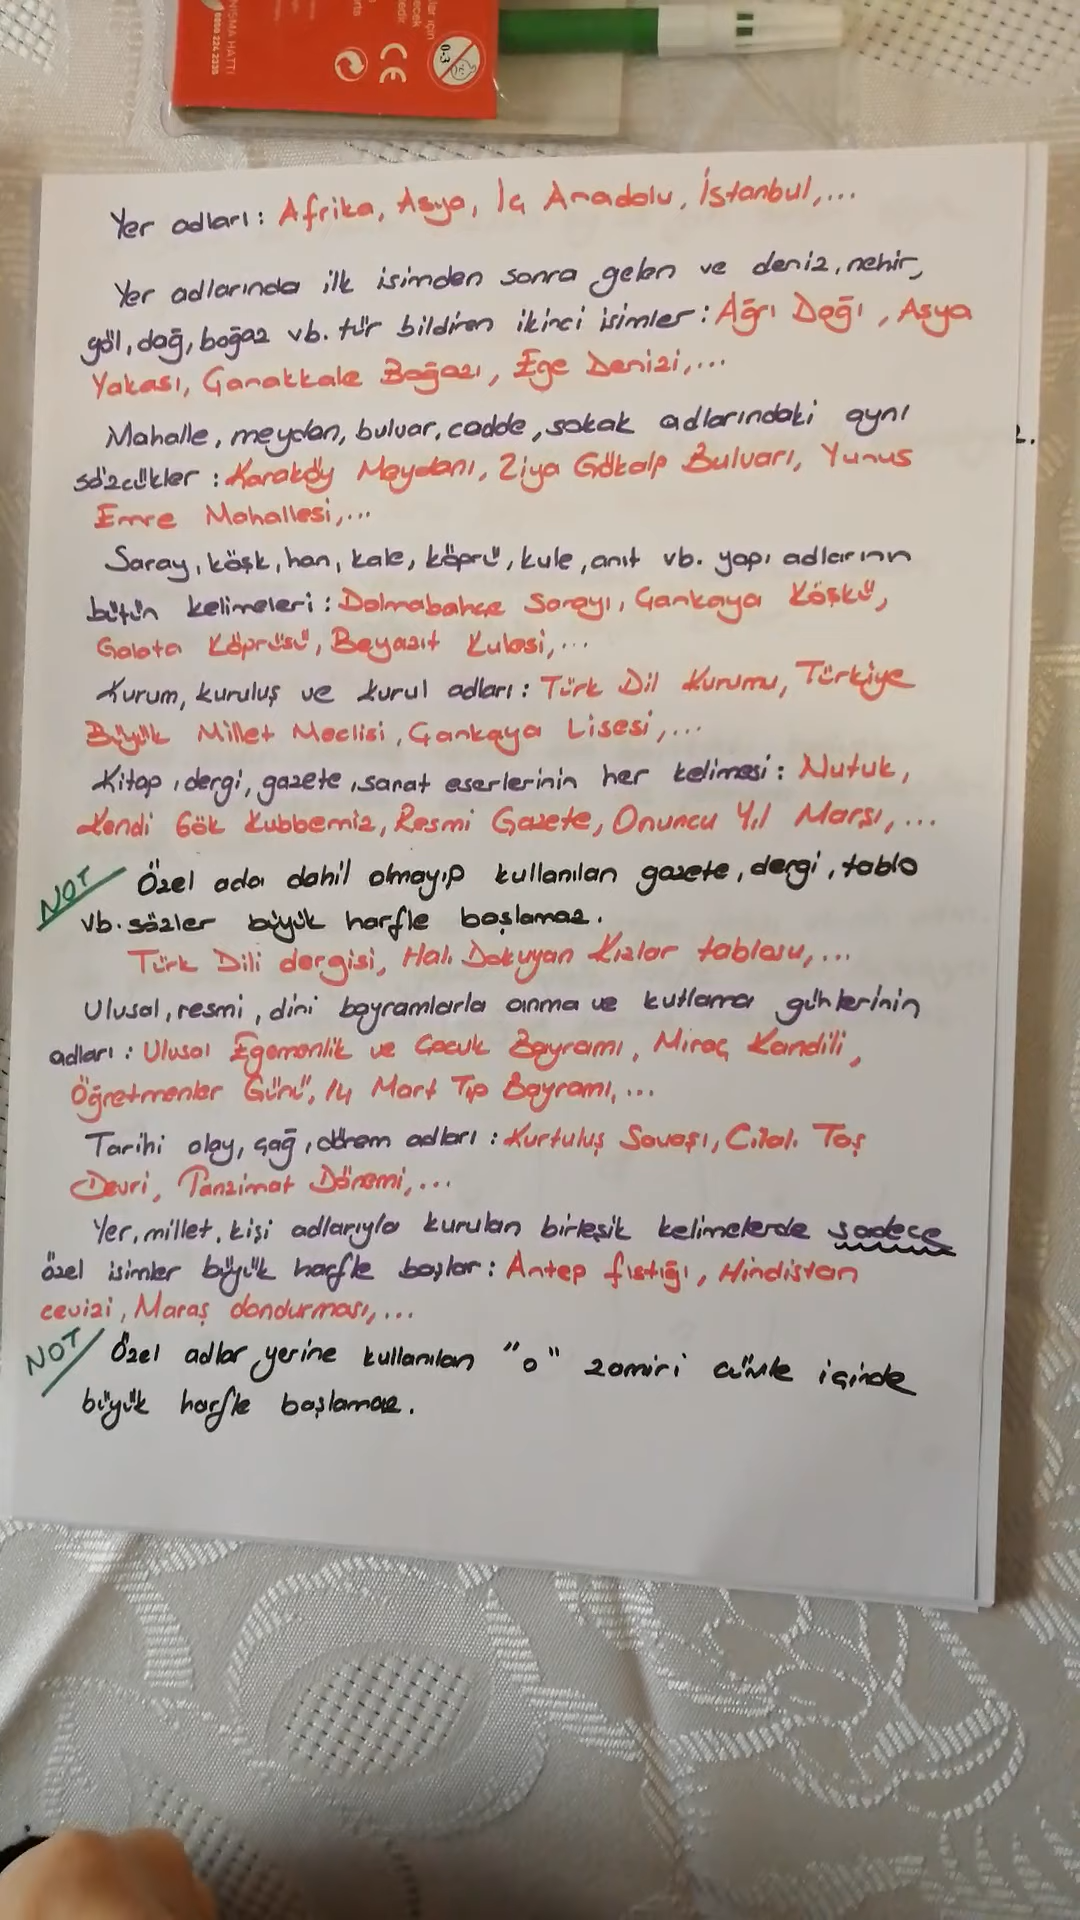 NIŞMA HATTI
0800 224 2335
0-3
CE
Yer adları: Afrika, Asya, İç Anadolu, İstanbul,...
Yer adlarında ilk isimden sonra gelen ve deniz, nehir,
göl, dağ, boğaz vb. tür bildiren ikinci isimler: Ağrı Dağı, Asya
Yakası, Çanakkale Boğazı, Ege Denizi,...
Mahalle, meydan, bulvar, cadde, sokak adlarındaki aynı
sözcükler: Karaköy Meydanı, Ziya Gökalp Bulvarı, Yunus
Emre Mahallesi,...
Saray, köşk, han, kale, köprü, kule, anıt vb. yapı adlarının
bütün kelimeleri: Dolmabahçe Sarayı, Çankaya Köşkü,
Galata Köprüsü, Beyazıt Kulesi,...
Kurum, kuruluş ve kurul adları: Türk Dil Kurumu, Türkiye
Büyük Millet Meclisi, Çankaya Lisesi,...
Kitap, dergi, gazete, sanat eserlerinin her kelimesi: Nutuk,
Kendi Gök Kubbemiz, Resmi Gazete, Onuncu Yıl Marşı,...
NOT Özel ada dahil olmayıp kullanılan gazete, dergi, tablo
vb. sözler büyük harfle başlamaz.
Türk Dili dergisi, Halı Dokuyan Kızlar tablosu,...
Ulusal, resmi, dini bayramlarla anma ve kutlama günlerinin
adları: Ulusal Egemenlik ve Çocuk Bayramı, Miraç Kandili,
Öğretmenler Günü, 14 Mart Tıp Bayramı,...
Tarihi olay, çağ, dönem adları: Kurtuluş Savaşı, Cilalı Taş
Devri, Tanzimat Dönemi,...
Yer, millet, kişi adlarıyla kurulan birleşik kelimelerde sadece
özel isimler büyük harfle başlar: Antep fıstığı, Hindistan
cevizi, Maraş dondurması,...
NOT Özel adlar yerine kullanılan "o" zamiri cümle içinde
büyük harfle başlamaz.